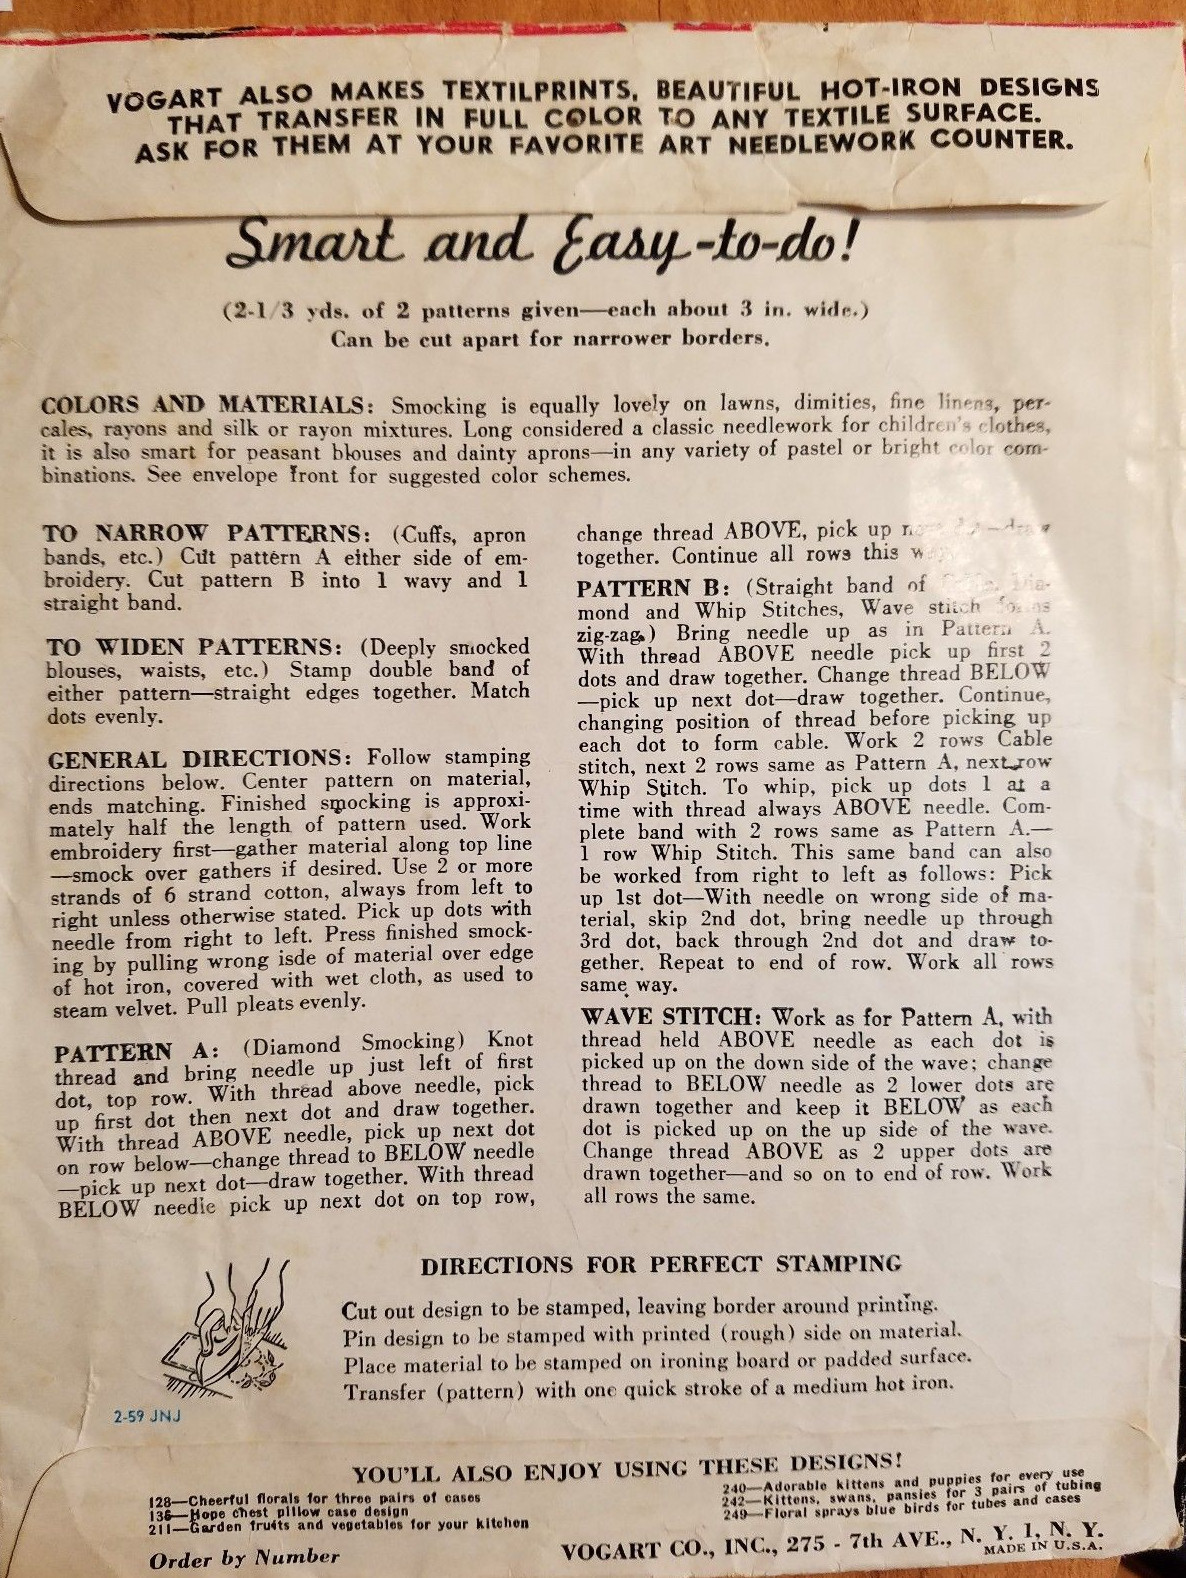 VOGART ALSO MAKES TEXTILPRINTS, BEAUTIFUL HOT-IRON DESIGNS
THAT TRANSFER IN FULL COLOR TO ANY TEXTILE SURFACE.
ASK FOR THEM AT YOUR FAVORITE ART NEEDLEWORK COUNTER.
Smart and Easy-to-do!
(2-1/3 yds. of 2 patterns given—each about 3 in. wide.)
Can be cut apart for narrower borders.
COLORS AND MATERIALS: Smocking is equally lovely on lawns, dimities, fine linens, per-
cales, rayons and silk or rayon mixtures. Long considered a classic needlework for children's clothes,
it is also smart for peasant blouses and dainty aprons—in any variety of pastel or bright color com-
binations. See envelope front for suggested color schemes.
TO NARROW PATTERNS: (Cuffs, apron
bands, etc.) Cut pattern A either side of em-
broidery. Cut pattern B into 1 wavy and 1
straight band.
TO WIDEN PATTERNS: (Deeply smocked
blouses, waists, etc.) Stamp double band of
either pattern—straight edges together. Match
dots evenly.
GENERAL DIRECTIONS: Follow stamping
directions below. Center pattern on material,
ends matching. Finished smocking is approxi-
mately half the length of pattern used. Work
embroidery first—gather material along top line
—smock over gathers if desired. Use 2 or more
strands of 6 strand cotton, always from left to
right unless otherwise stated. Pick up dots with
needle from right to left. Press finished smock-
ing by pulling wrong isde of material over edge
of hot iron, covered with wet cloth, as used to
steam velvet. Pull pleats evenly.
PATTERN A: (Diamond Smocking) Knot
thread and bring needle up just left of first
dot, top row. With thread above needle, pick
up first dot then next dot and draw together.
With thread ABOVE needle, pick up next dot
on row below—change thread to BELOW needle
—pick up next dot—draw together. With thread
BELOW needle pick up next dot on top row,
change thread ABOVE, pick up —draw
together. Continue all rows this
PATTERN B: (Straight band of Dia-
mond and Whip Stitches, Wave stitch forms
zig-zag.) Bring needle up as in Pattern A.
With thread ABOVE needle pick up first 2
dots and draw together. Change thread BELOW
—pick up next dot—draw together. Continue,
changing position of thread before picking up
each dot to form cable. Work 2 rows Cable
stitch, next 2 rows same as Pattern A, next row
Whip Stitch. To whip, pick up dots 1 at a
time with thread always ABOVE needle. Com-
plete band with 2 rows same as Pattern A.—
1 row Whip Stitch. This same band can also
be worked from right to left as follows: Pick
up 1st dot—With needle on wrong side of ma-
terial, skip 2nd dot, bring needle up through
3rd dot, back through 2nd dot and draw to-
gether. Repeat to end of row. Work all rows
same way.
WAVE STITCH: Work as for Pattern A, with
thread held ABOVE needle as each dot is
picked up on the down side of the wave; change
thread to BELOW needle as 2 lower dots are
drawn together and keep it BELOW as each
dot is picked up on the up side of the wave.
Change thread ABOVE as 2 upper dots are
drawn together—and so on to end of row. Work
all rows the same.
DIRECTIONS FOR PERFECT STAMPING
Cut out design to be stamped, leaving border around printing.
Pin design to be stamped with printed (rough) side on material.
Place material to be stamped on ironing board or padded surface.
Transfer (pattern) with one quick stroke of a medium hot iron.
2-59 JNJ
YOU'LL ALSO ENJOY USING THESE DESIGNS!
128—Cheerful florals for three pairs of cases
136—Hope chest pillow case design
211—Garden fruits and vegetables for your kitchen
240—Adorable kittens and puppies for every use
242—Kittens, swans, pansies for 3 pairs of tubing
249—Floral sprays blue birds for tubes and cases
Order by Number
VOGART CO., INC., 275 - 7th AVE., N. Y. 1, N. Y.
MADE IN U.S.A.